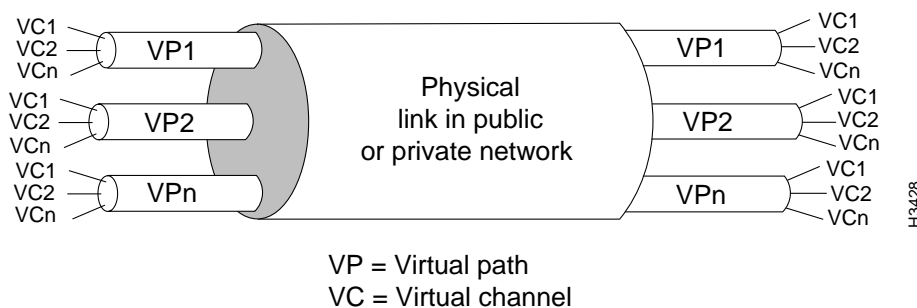 VC1
VC2
VCn
VP1
VC1
VC2
VCn
VP2
VC1
VC2
VCn
VPn
Physical
link in public
or private network
VP1
VC1
VC2
VCn
VP2
VC1
VC2
VCn
VPn
VC1
VC2
VCn
H3428
VP = Virtual path
VC = Virtual channel